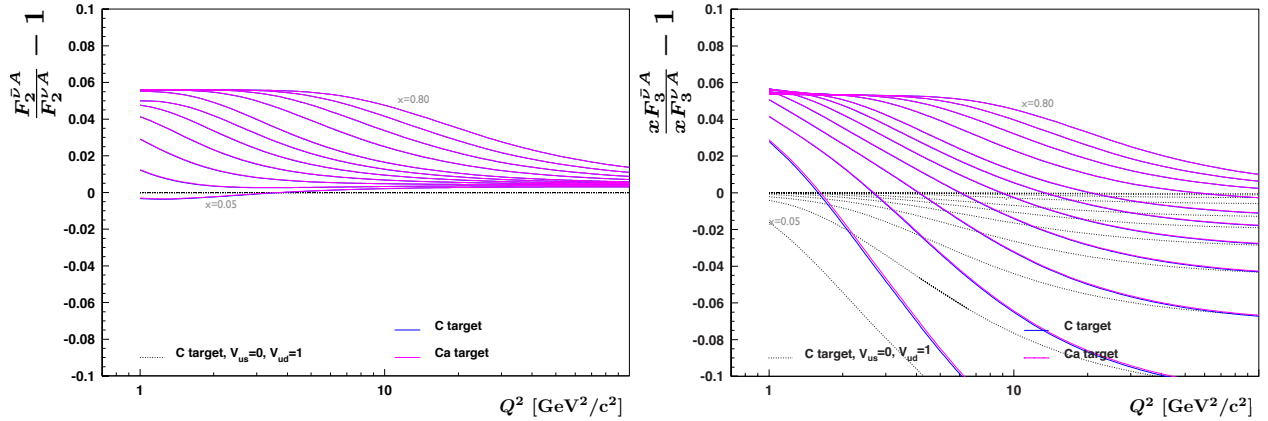 F_2^{ν̄A} / F_2^{νA} − 1
0.1
0.08
0.06
0.04
0.02
0
-0.02
-0.04
-0.06
-0.08
-0.1
x=0.80
x=0.05
C target
C target, V_us=0, V_ud=1
Ca target
1
10
Q² [GeV²/c²]
xF_3^{ν̄A} / xF_3^{νA} − 1
0.1
0.08
0.06
0.04
0.02
0
-0.02
-0.04
-0.06
-0.08
-0.1
x=0.80
x=0.05
C target
C target, V_us=0, V_ud=1
Ca target
1
10
Q² [GeV²/c²]